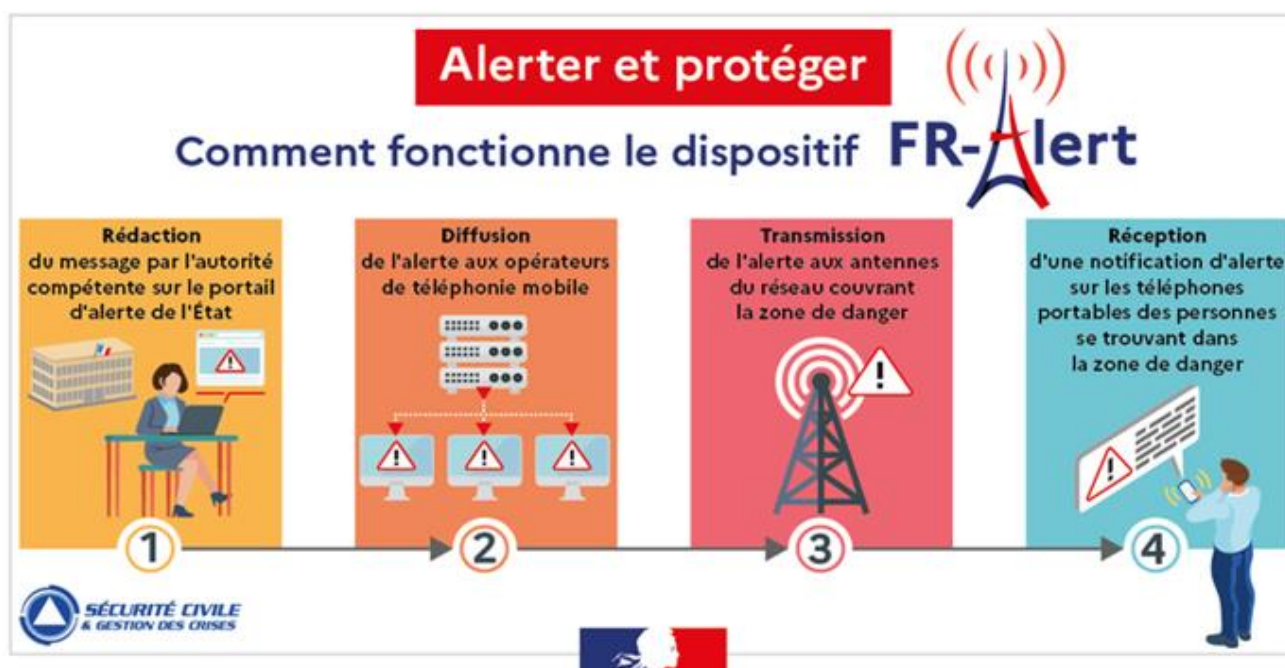 Alerter et protéger
Comment fonctionne le dispositif FR-Alert
Rédaction
du message par l'autorité
compétente sur le portail
d'alerte de l'État
Diffusion
de l'alerte aux opérateurs
de téléphonie mobile
Transmission
de l'alerte aux antennes
du réseau couvrant
la zone de danger
Réception
d'une notification d'alerte
sur les téléphones
portables des personnes
se trouvant dans
la zone de danger
1
2
3
4
SÉCURITÉ CIVILE
& GESTION DES CRISES